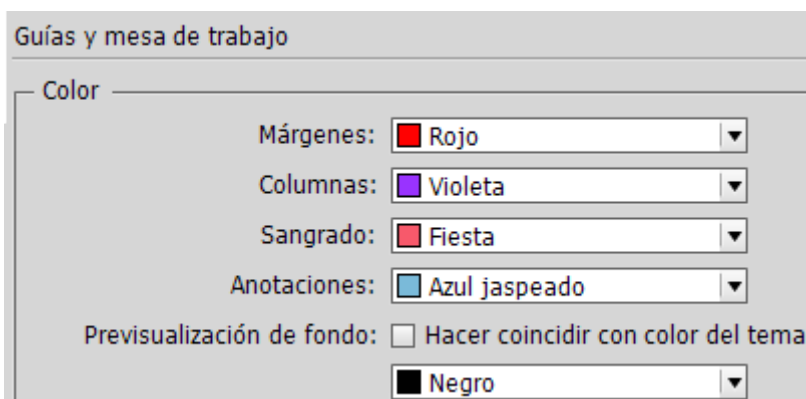 Guías y mesa de trabajo
Color
Márgenes: Rojo
Columnas: Violeta
Sangrado: Fiesta
Anotaciones: Azul jaspeado
Previsualización de fondo: Hacer coincidir con color del tema
Negro